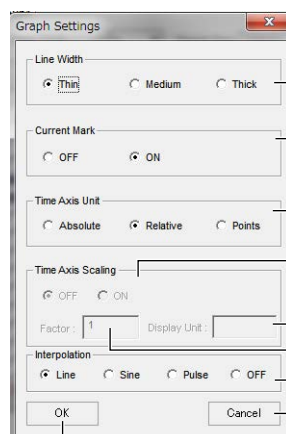 Graph Settings
Line Width
Thin Medium Thick
Current Mark
OFF ON
Time Axis Unit
Absolute Relative Points
Time Axis Scaling
OFF ON
Factor : 1 Display Unit :
Interpolation
Line Sine Pulse OFF
OK Cancel